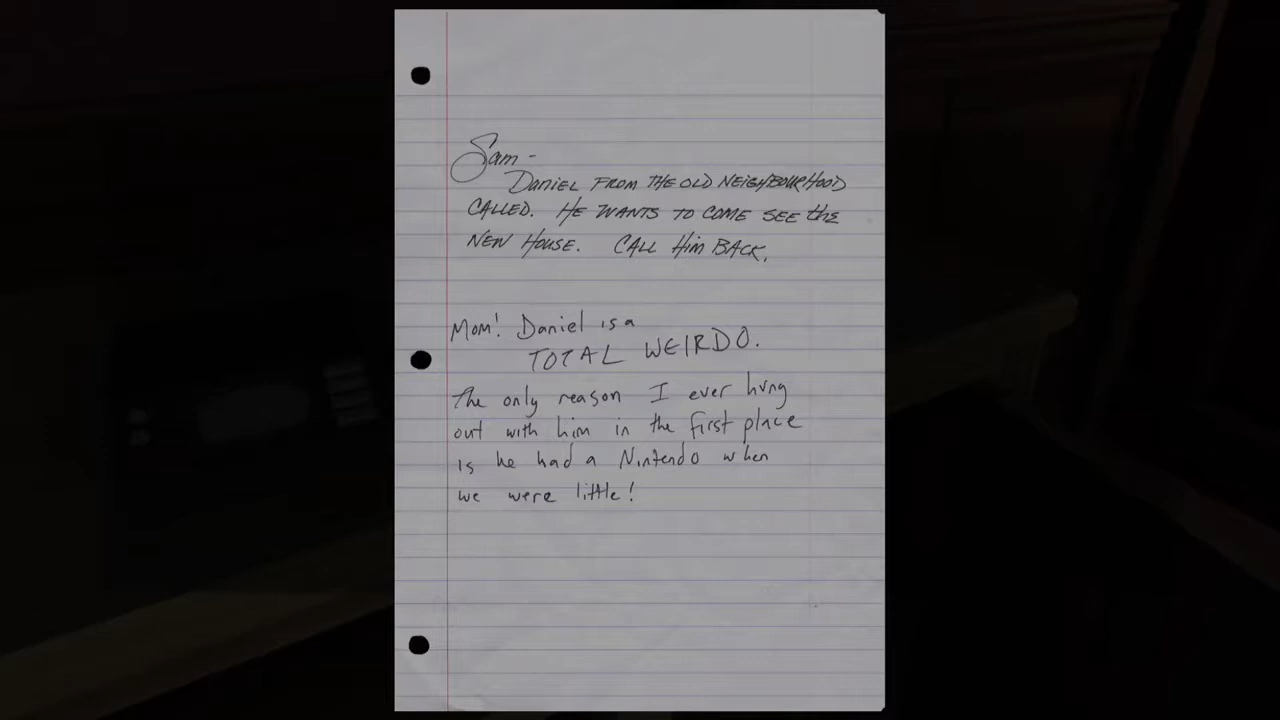 Sam -
DANIEL FROM THE OLD NEIGHBOURHOOD
CALLED. HE WANTS TO COME SEE the
NEW HOUSE. CALL HIM BACK.
Mom! Daniel is a
TOTAL WEIRDO.
The only reason I ever hung
out with him in the first place
is he had a Nintendo when
we were little!